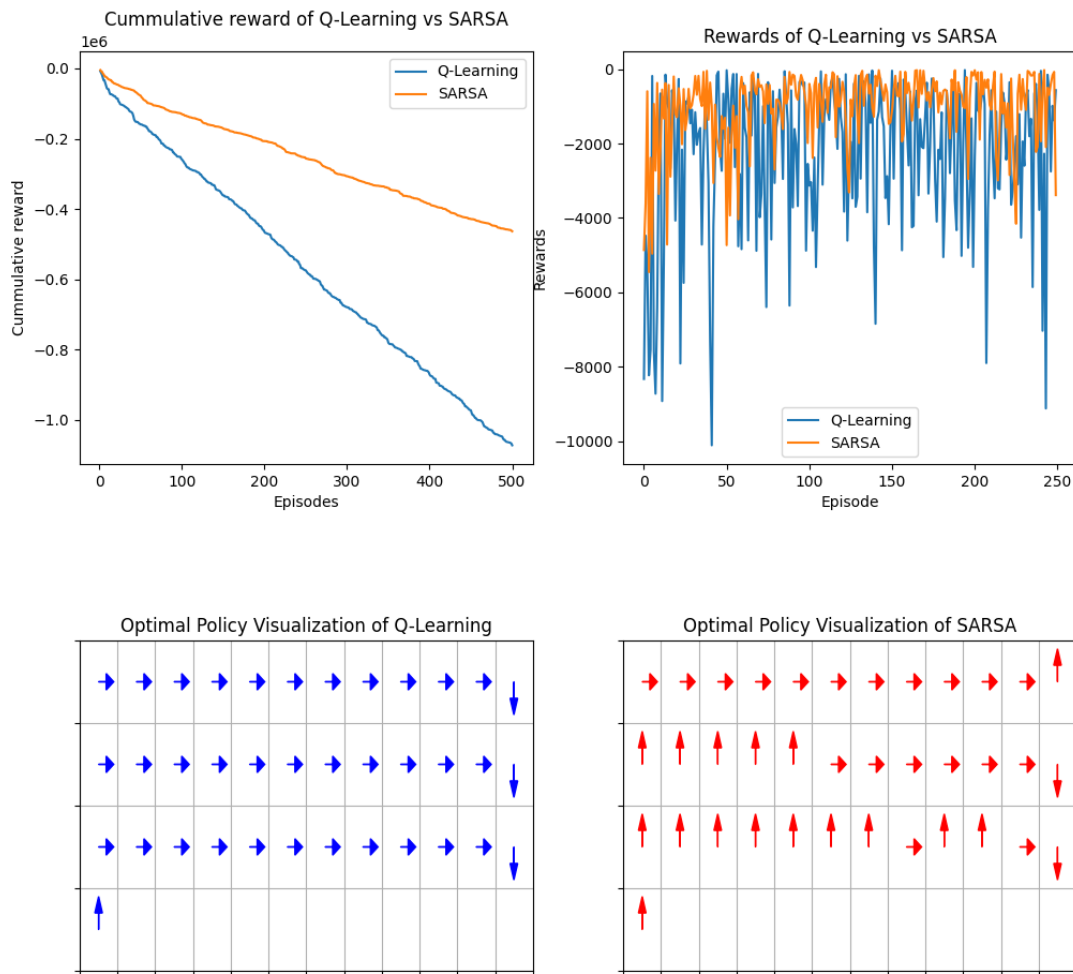 Cummulative reward of Q-Learning vs SARSA
1e6
0.0
−0.2
−0.4
−0.6
−0.8
−1.0
Cummulative reward
Q-Learning
SARSA
0
100
200
300
400
500
Episodes
Rewards of Q-Learning vs SARSA
0
−2000
−4000
−6000
−8000
−10000
Rewards
Q-Learning
SARSA
0
50
100
150
200
250
Episode
Optimal Policy Visualization of Q-Learning
Optimal Policy Visualization of SARSA